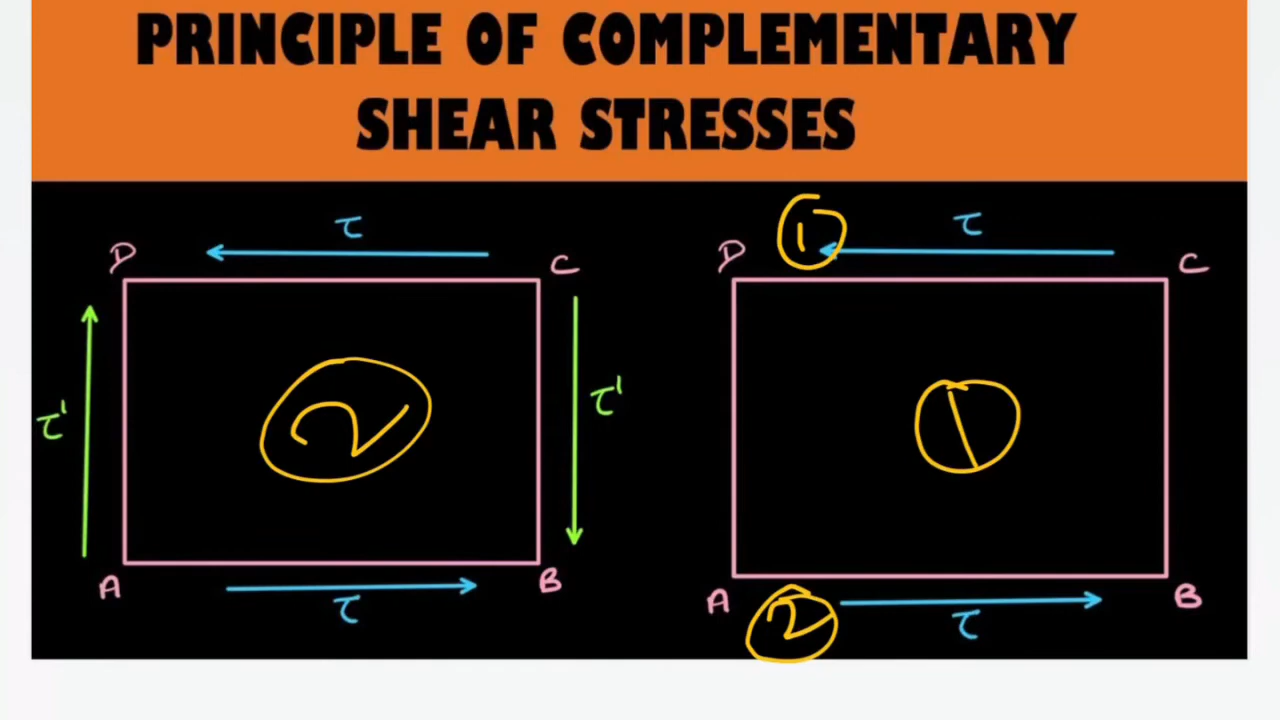 PRINCIPLE OF COMPLEMENTARY
SHEAR STRESSES
τ
D C
τ' 2 τ'
A B
τ
1 τ
D C
1
A B
2 τ